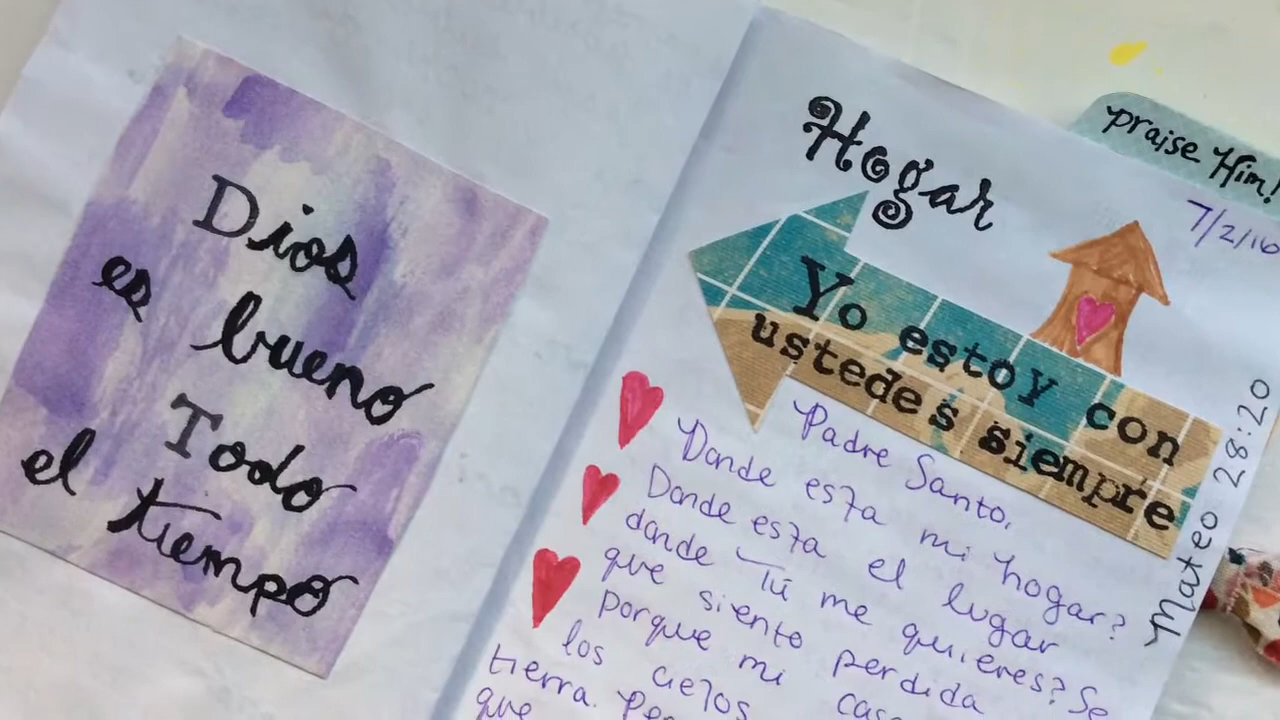 Dios
es bueno
Todo
el tiempo
praise Him!
7/2/16
Hogar
Yo estoy con
ustedes siempre
Mateo 28:20
Padre Santo,
Donde esta mi hogar?
Donde esta el lugar
donde Tú me quieres? Se
que siento perdida
porque mi casa
los cielos
tierra.
que